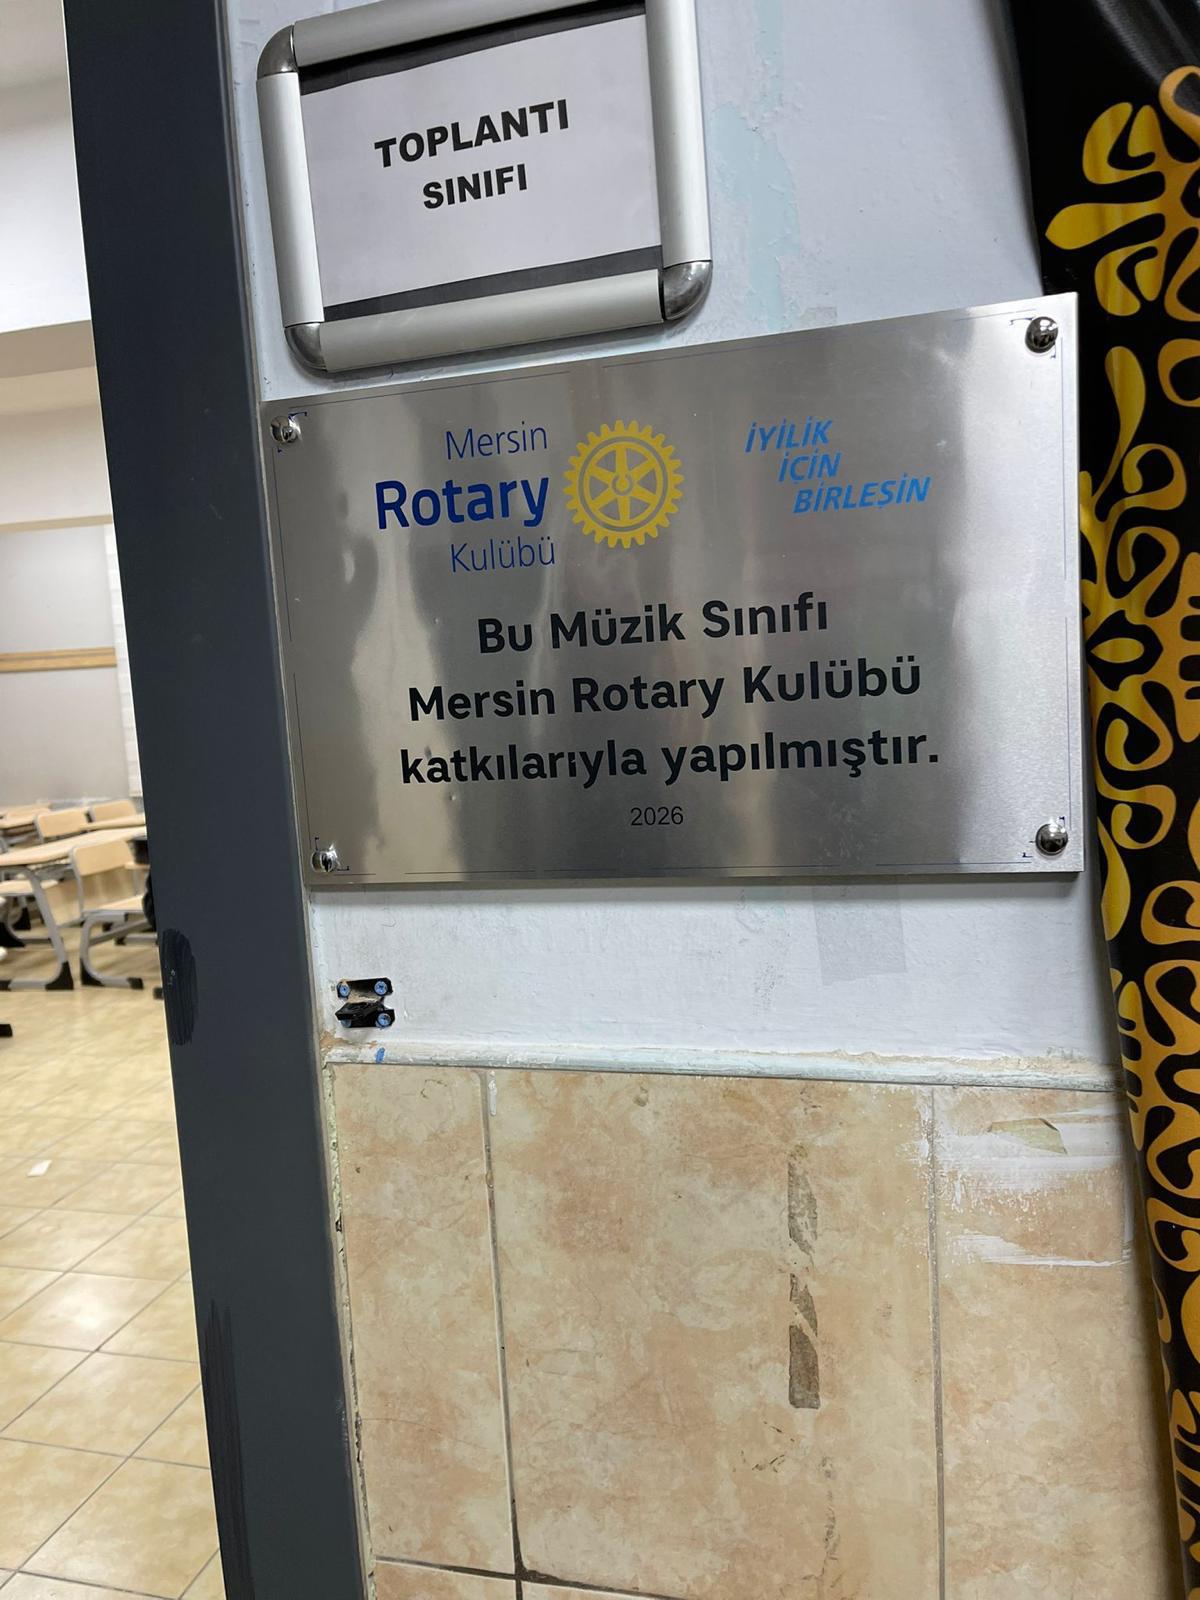 TOPLANTI
SINIFI
Mersin
Rotary
Kulübü
İYİLİK
İÇİN
BİRLEŞİN
Bu Müzik Sınıfı
Mersin Rotary Kulübü
katkılarıyla yapılmıştır.
2026